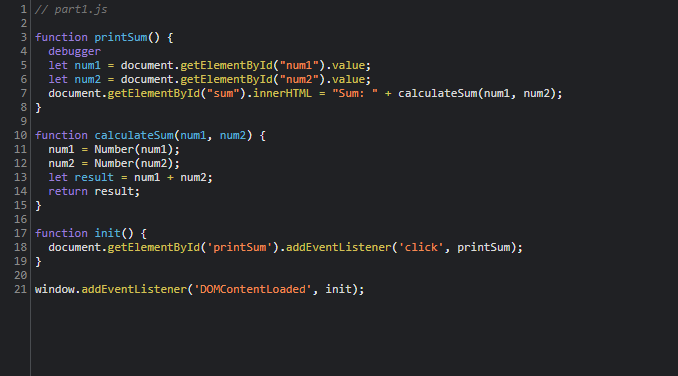 1 // part1.js
2
3 function printSum() {
4   debugger
5   let num1 = document.getElementById("num1").value;
6   let num2 = document.getElementById("num2").value;
7   document.getElementById("sum").innerHTML = "Sum: " + calculateSum(num1, num2);
8 }
9
10 function calculateSum(num1, num2) {
11   num1 = Number(num1);
12   num2 = Number(num2);
13   let result = num1 + num2;
14   return result;
15 }
16
17 function init() {
18   document.getElementById('printSum').addEventListener('click', printSum);
19 }
20
21 window.addEventListener('DOMContentLoaded', init);